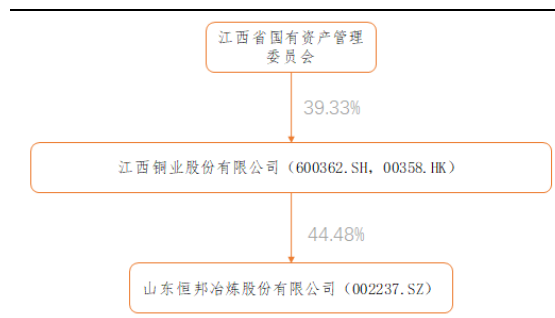 江西省国有资产管理
委员会
39.33%
江西铜业股份有限公司（600362.SH, 00358.HK）
44.48%
山东恒邦冶炼股份有限公司（002237.SZ）